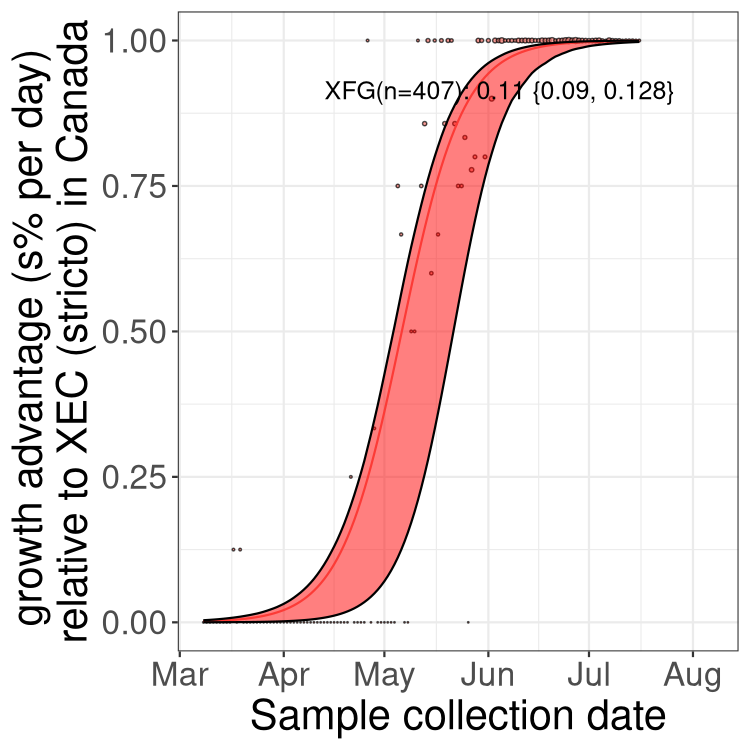 growth advantage (s% per day)
relative to XEC (stricto) in Canada
1.00
0.75
0.50
0.25
0.00
XFG(n=407): 0.11 {0.09, 0.128}
Mar Apr May Jun Jul Aug
Sample collection date